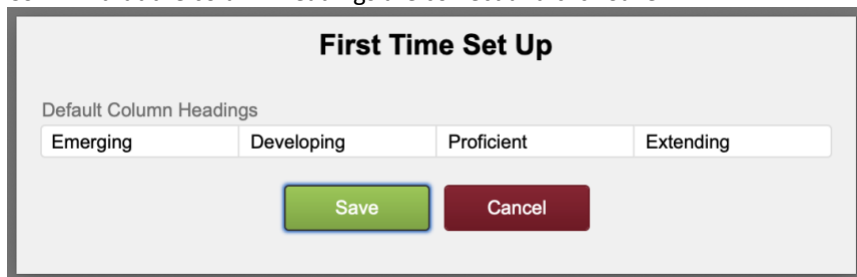 First Time Set Up
Default Column Headings
Emerging Developing Proficient Extending
Save Cancel